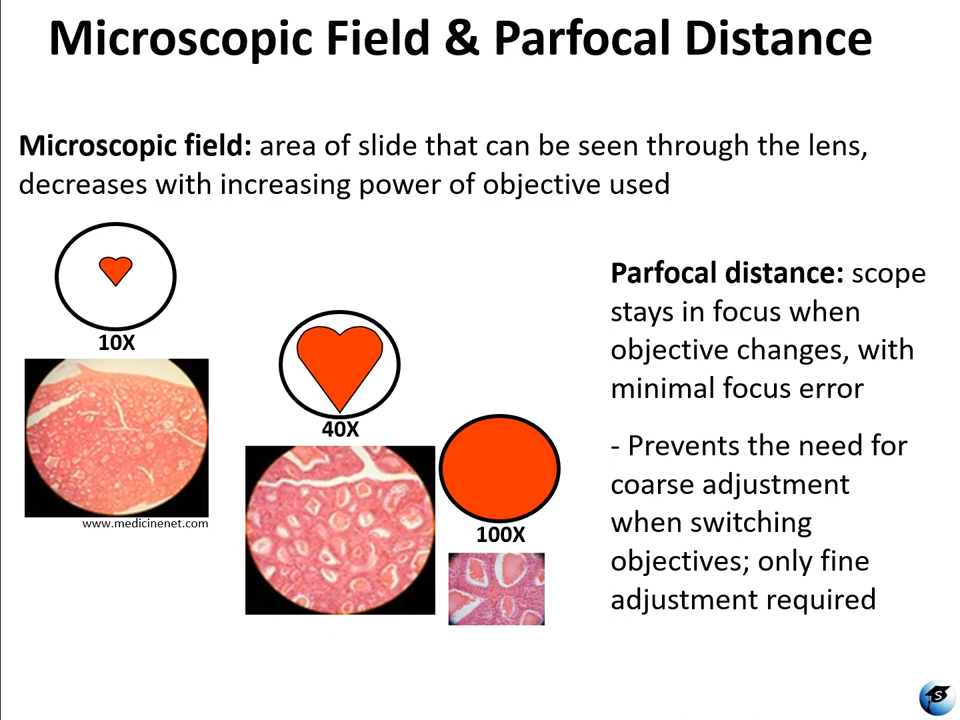 Microscopic Field & Parfocal Distance
Microscopic field: area of slide that can be seen through the lens,
decreases with increasing power of objective used
10X
www.medicinenet.com
40X
100X
Parfocal distance: scope
stays in focus when
objective changes, with
minimal focus error
- Prevents the need for
coarse adjustment
when switching
objectives; only fine
adjustment required
S